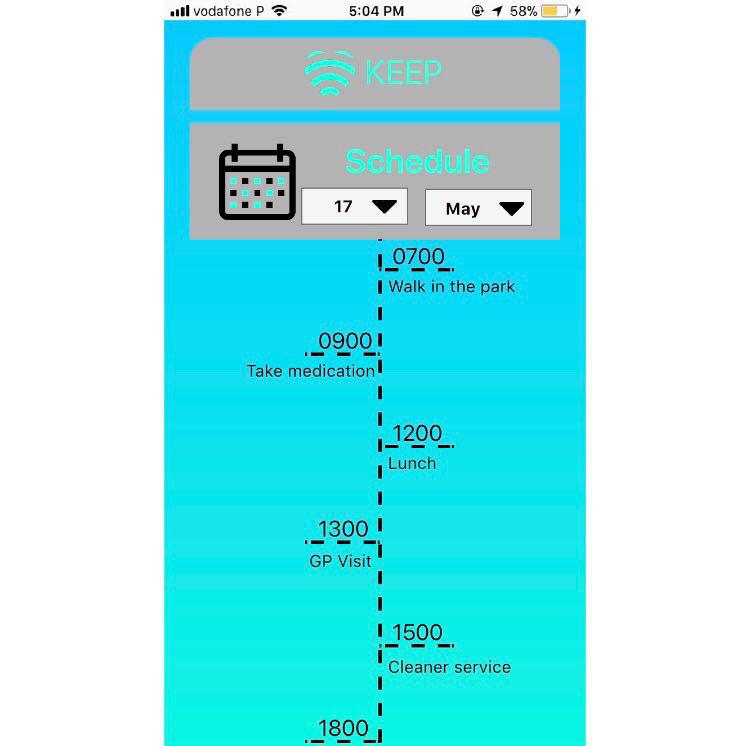 vodafone P 5:04 PM 58%
KEEP
Schedule
17 May
0700
Walk in the park
0900
Take medication
1200
Lunch
1300
GP Visit
1500
Cleaner service
1800